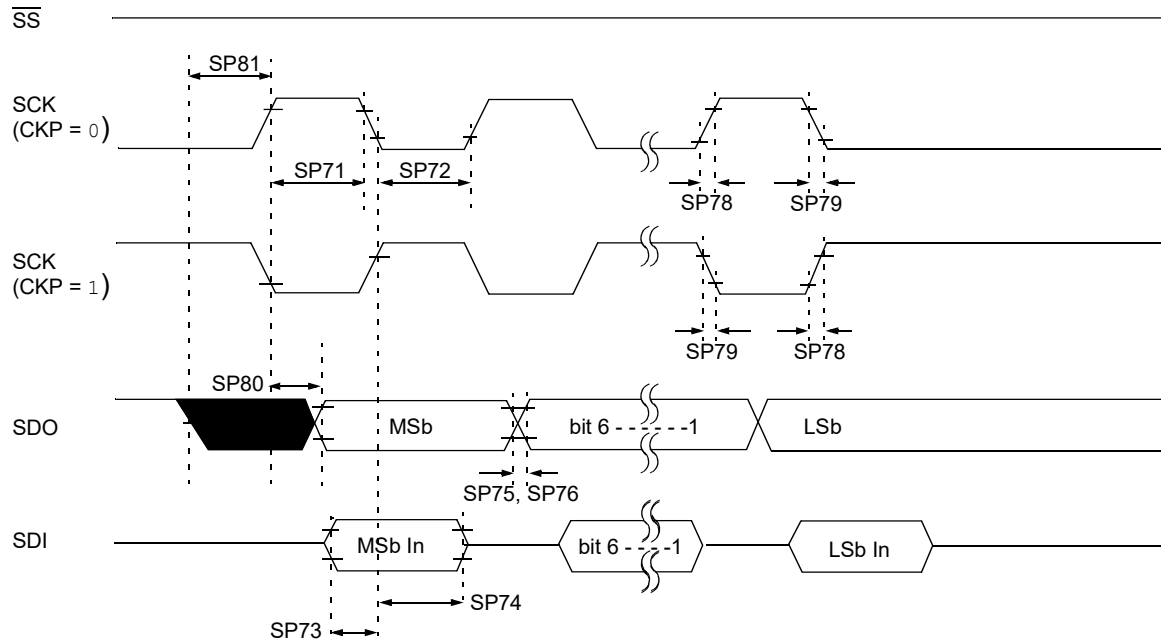 SS
SP81
SCK
(CKP = 0)
SP71
SP72
SP78
SP79
SCK
(CKP = 1)
SP79
SP78
SP80
SDO
MSb
bit 6 - - - - - -1
LSb
SP75, SP76
SDI
MSb In
bit 6 - - - - -1
LSb In
SP74
SP73